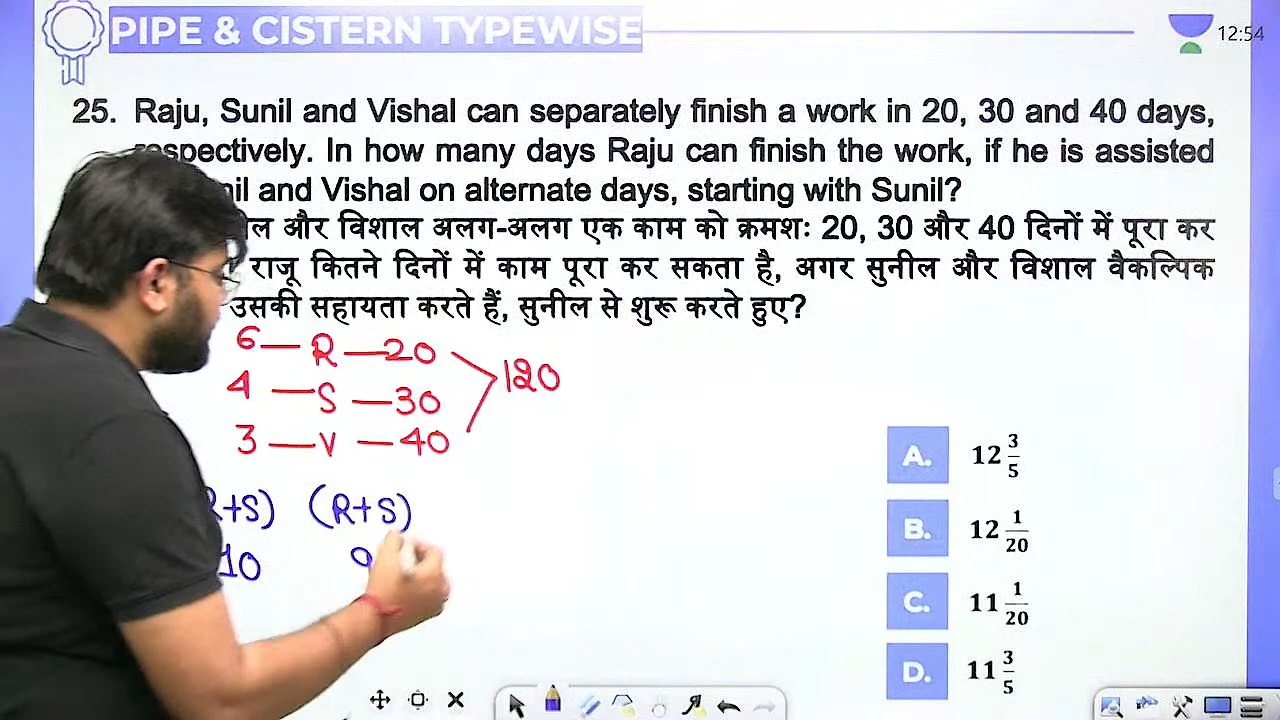 PIPE & CISTERN TYPEWISE
12:54
25. Raju, Sunil and Vishal can separately finish a work in 20, 30 and 40 days,
respectively. In how many days Raju can finish the work, if he is assisted
nil and Vishal on alternate days, starting with Sunil?
ल और विशाल अलग-अलग एक काम को क्रमशः 20, 30 और 40 दिनों में पूरा कर
राजू कितने दिनों में काम पूरा कर सकता है, अगर सुनील और विशाल वैकल्पिक
उसकी सहायता करते हैं, सुनील से शुरू करते हुए?
6 — R — 20
4 — S — 30
3 — V — 40
120
R+S) (R+S)
10 9
A. 12 3/5
B. 12 1/20
C. 11 1/20
D. 11 3/5